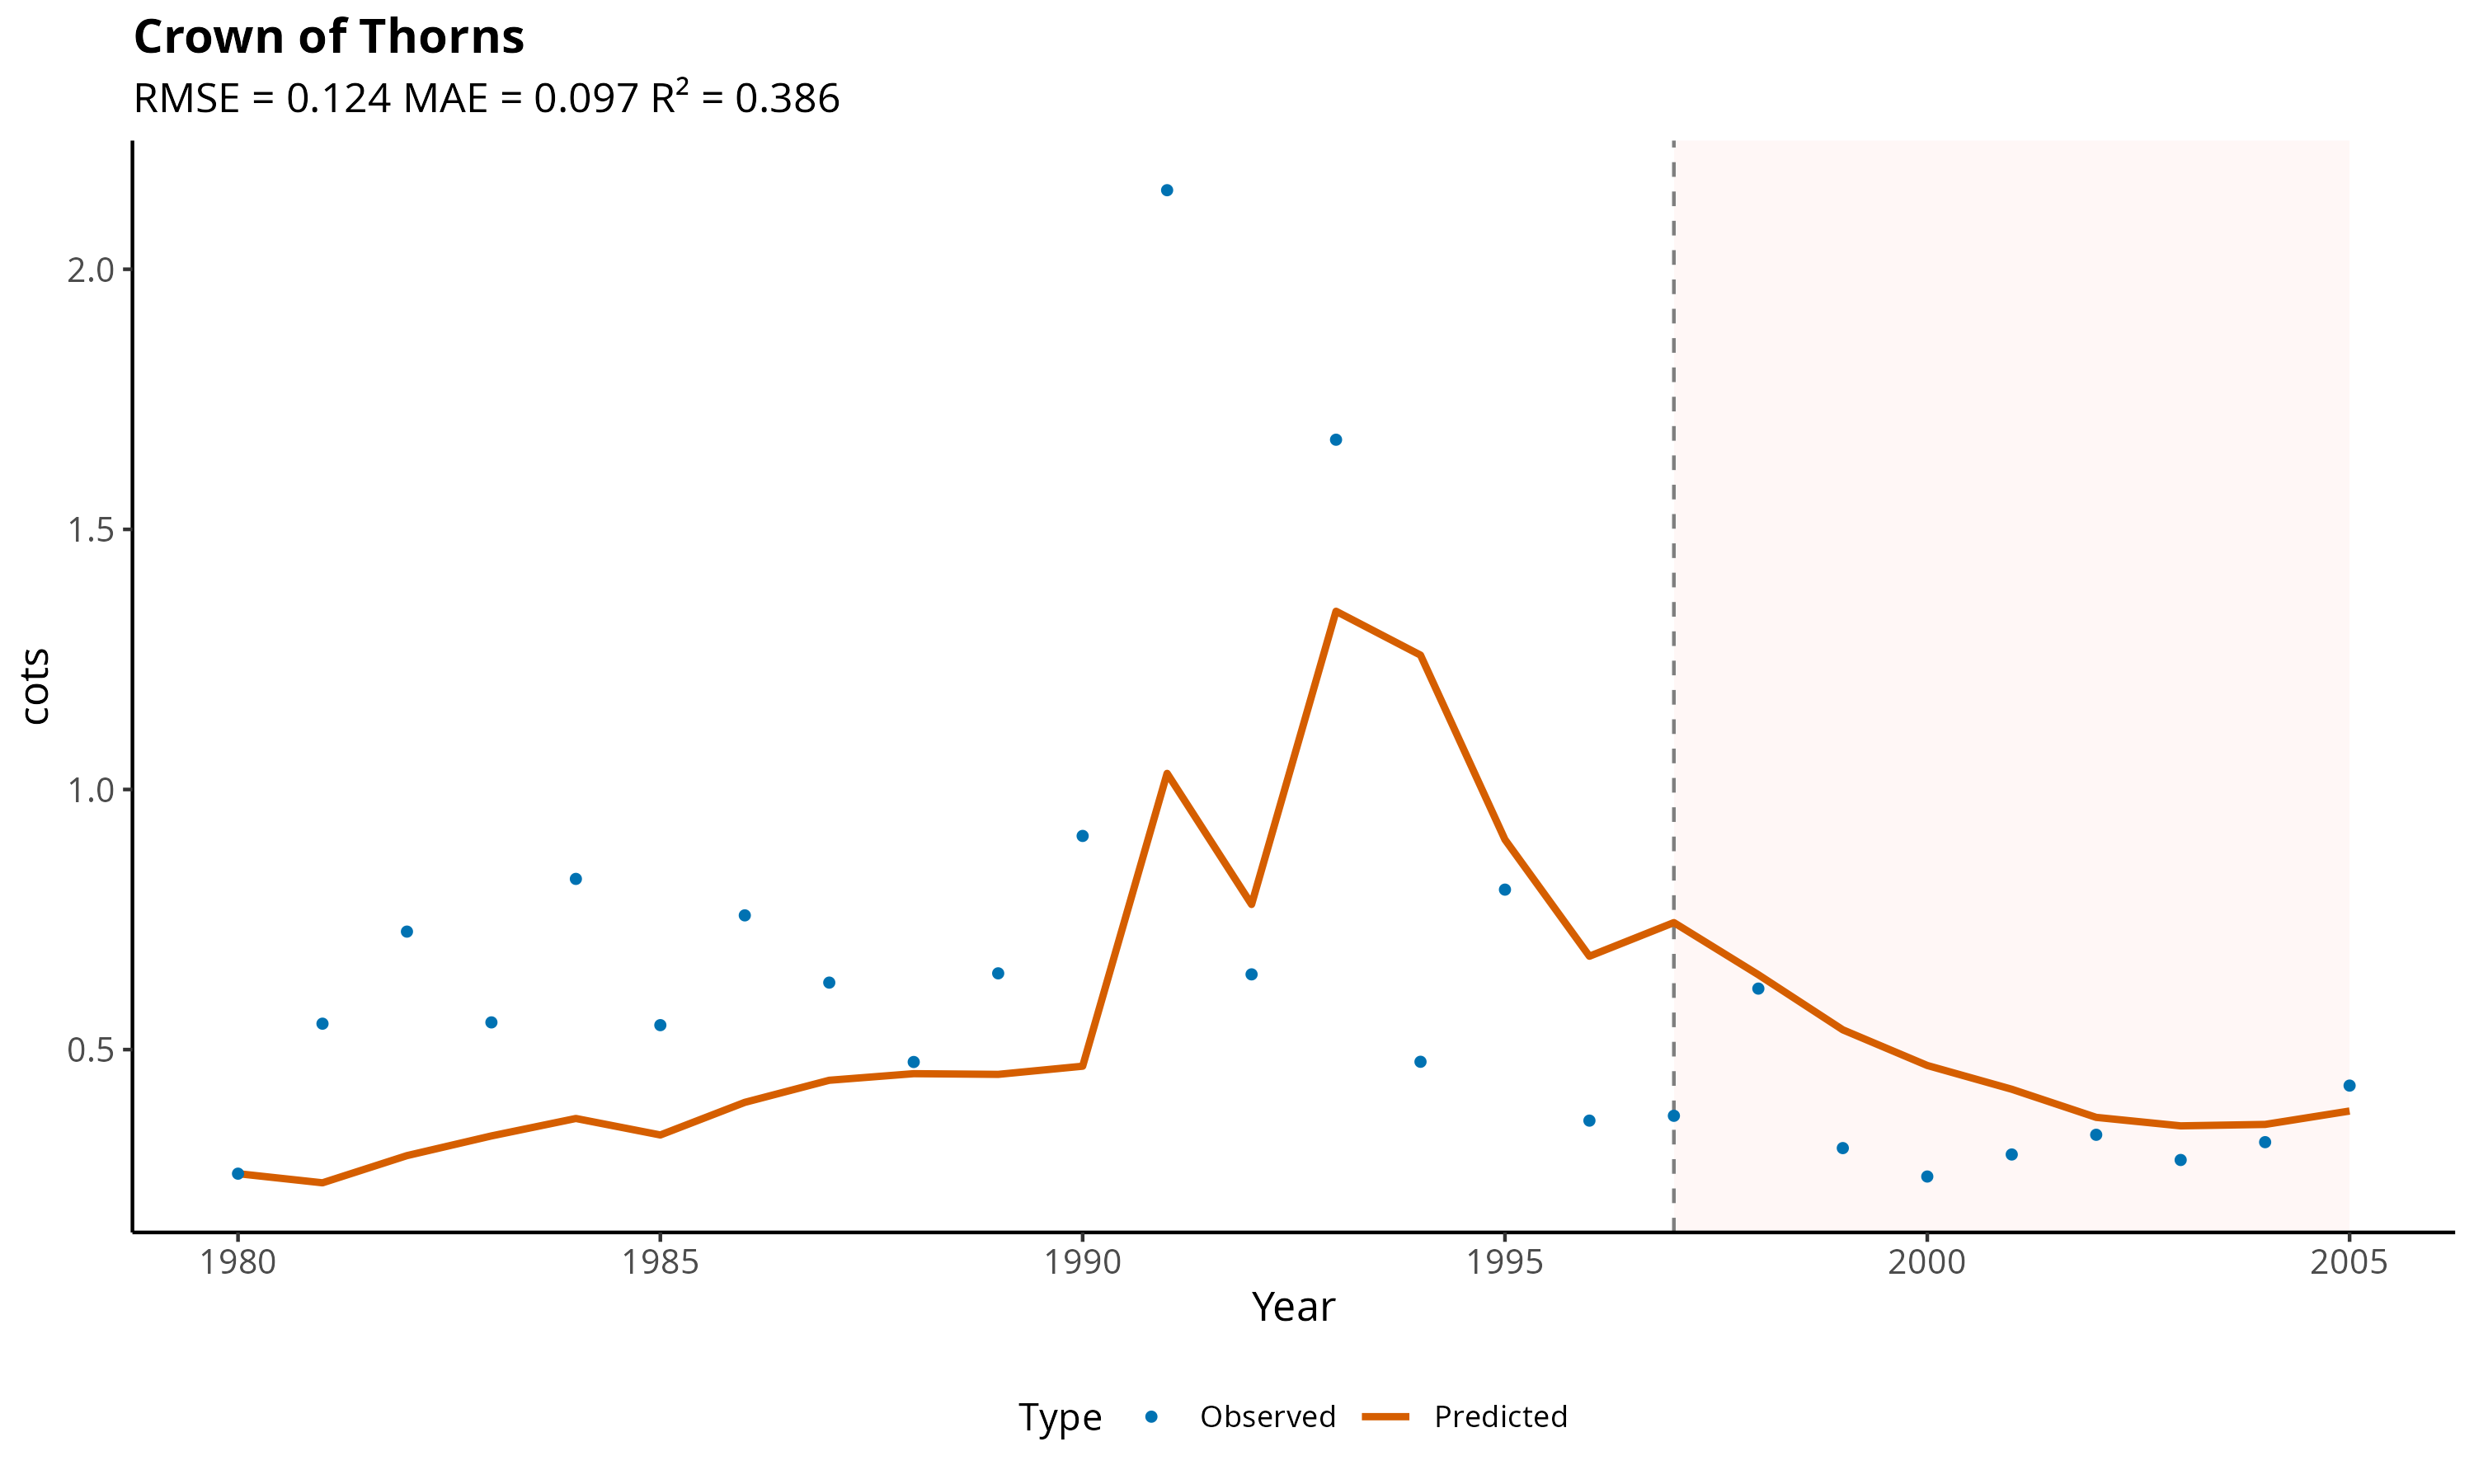 Crown of Thorns
RMSE = 0.124 MAE = 0.097 R² = 0.386
cots
2.0
1.5
1.0
0.5
1980 1985 1990 1995 2000 2005
Year
Type Observed Predicted